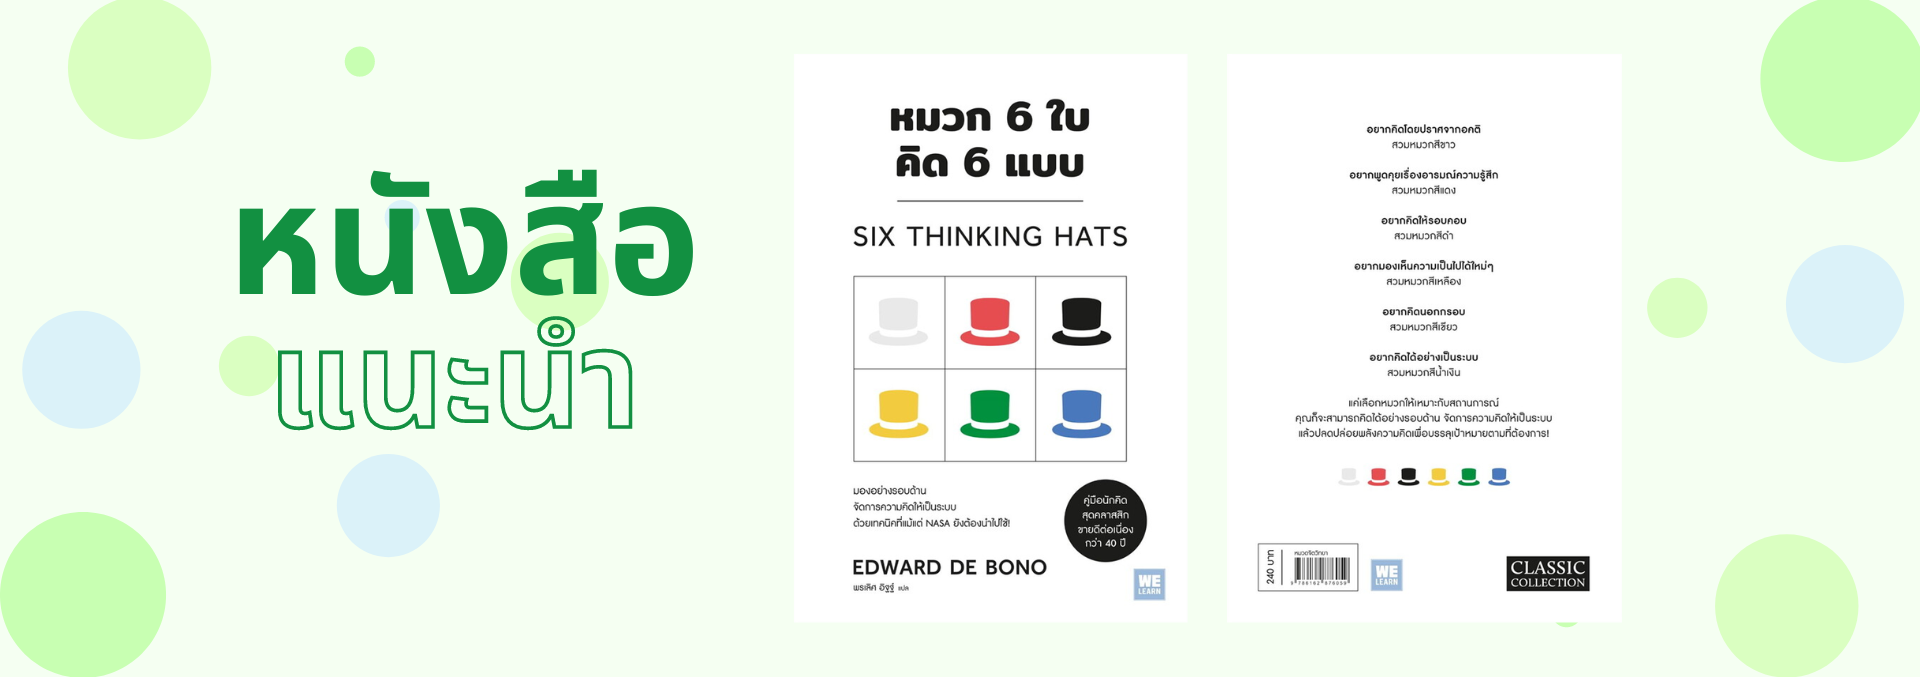 หนังสือ
แนะนำ
หมวก 6 ใบ
คิด 6 แบบ
SIX THINKING HATS
มองอย่างรอบด้าน
จัดการความคิดให้เป็นระบบ
ด้วยเทคนิคที่แม้แต่ NASA ยังต้องนำไปใช้!
คู่มือนักคิด
สุดคลาสสิก
ขายดีต่อเนื่อง
กว่า 40 ปี
EDWARD DE BONO
พรเลิศ อิฐฐ์ แปล
WE
LEARN
อยากคิดโดยปราศจากอคติ
สวมหมวกสีขาว
อยากพูดคุยเรื่องอารมณ์ความรู้สึก
สวมหมวกสีแดง
อยากคิดให้รอบคอบ
สวมหมวกสีดำ
อยากมองเห็นความเป็นไปได้ใหม่ๆ
สวมหมวกสีเหลือง
อยากคิดนอกกรอบ
สวมหมวกสีเขียว
อยากคิดได้อย่างเป็นระบบ
สวมหมวกสีน้ำเงิน
แค่เลือกหมวกให้เหมาะกับสถานการณ์
คุณก็จะสามารถคิดได้อย่างรอบด้าน จัดการความคิดให้เป็นระบบ
แล้วปลดปล่อยพลังความคิดเพื่อบรรลุเป้าหมายตามที่ต้องการ!
240 บาท
หมวดจิตวิทยา
WE
LEARN
CLASSIC
COLLECTION